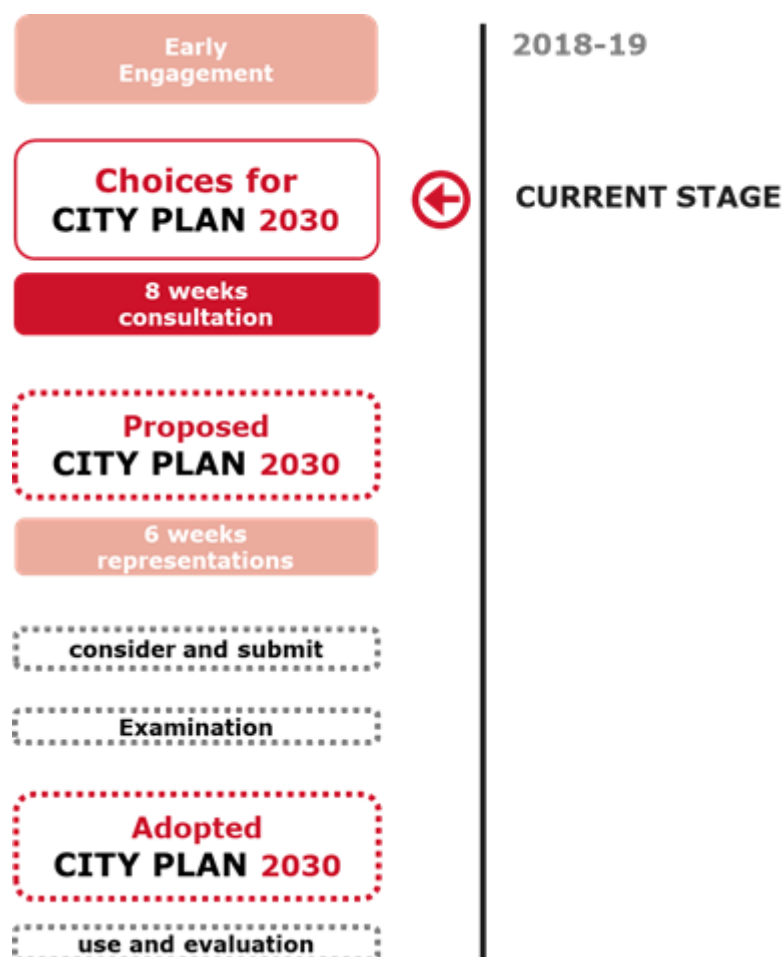 Early
Engagement
2018-19
Choices for
CITY PLAN 2030
CURRENT STAGE
8 weeks
consultation
Proposed
CITY PLAN 2030
6 weeks
representations
consider and submit
Examination
Adopted
CITY PLAN 2030
use and evaluation